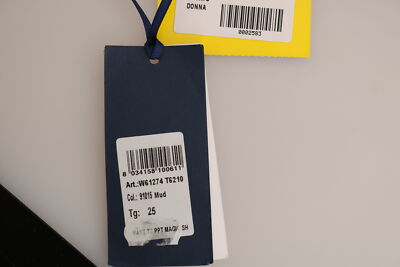 DONNA
0002583
8 034158 100611
Art.:W61274 T6210
Col.: 91015 Mud
Tg: 25